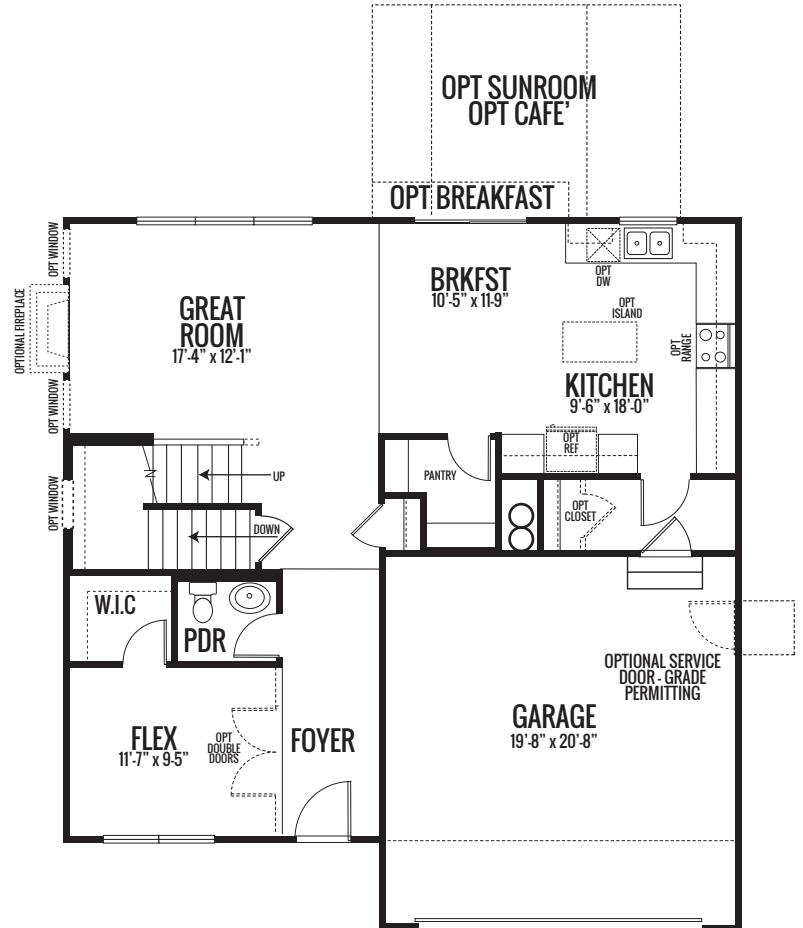 OPT SUNROOM
OPT CAFE'
OPT BREAKFAST
OPT WINDOW
OPTIONAL FIREPLACE
OPT WINDOW
OPT WINDOW
GREAT
ROOM
17'-4" x 12'-1"
BRKFST
10'-5" x 11-9"
OPT
DW
OPT
ISLAND
OPT
RANGE
KITCHEN
9'-6" x 18'-0"
OPT
REF
PANTRY
UP
DOWN
OPT
CLOSET
W.I.C
PDR
FLEX
11'-7" x 9-5"
OPT
DOUBLE
DOORS
FOYER
GARAGE
19'-8" x 20'-8"
OPTIONAL SERVICE
DOOR - GRADE
PERMITTING